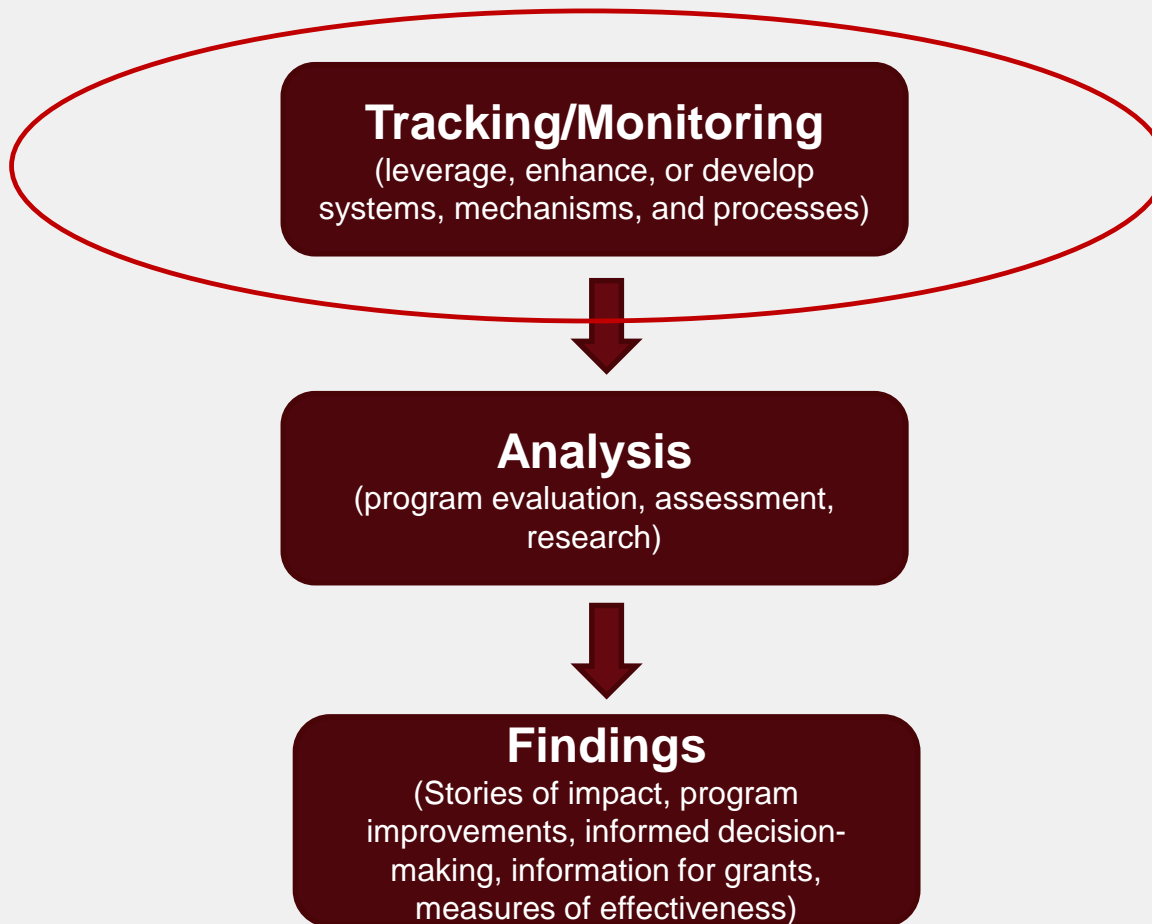 Tracking/Monitoring
(leverage, enhance, or develop
systems, mechanisms, and processes)
Analysis
(program evaluation, assessment,
research)
Findings
(Stories of impact, program
improvements, informed decision-
making, information for grants,
measures of effectiveness)